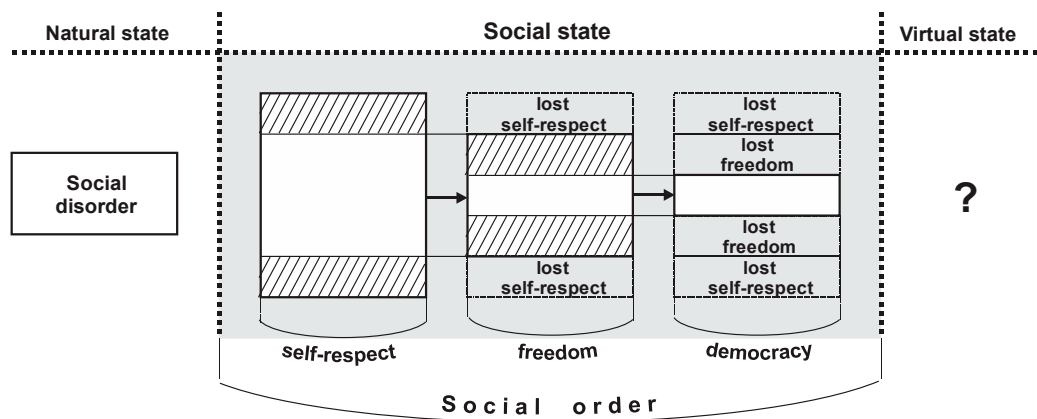 Natural state
Social state
Virtual state
Social
disorder
lost
self-respect
lost
self-respect
lost
self-respect
lost
freedom
lost
freedom
lost
self-respect
?
self-respect
freedom
democracy
Social order